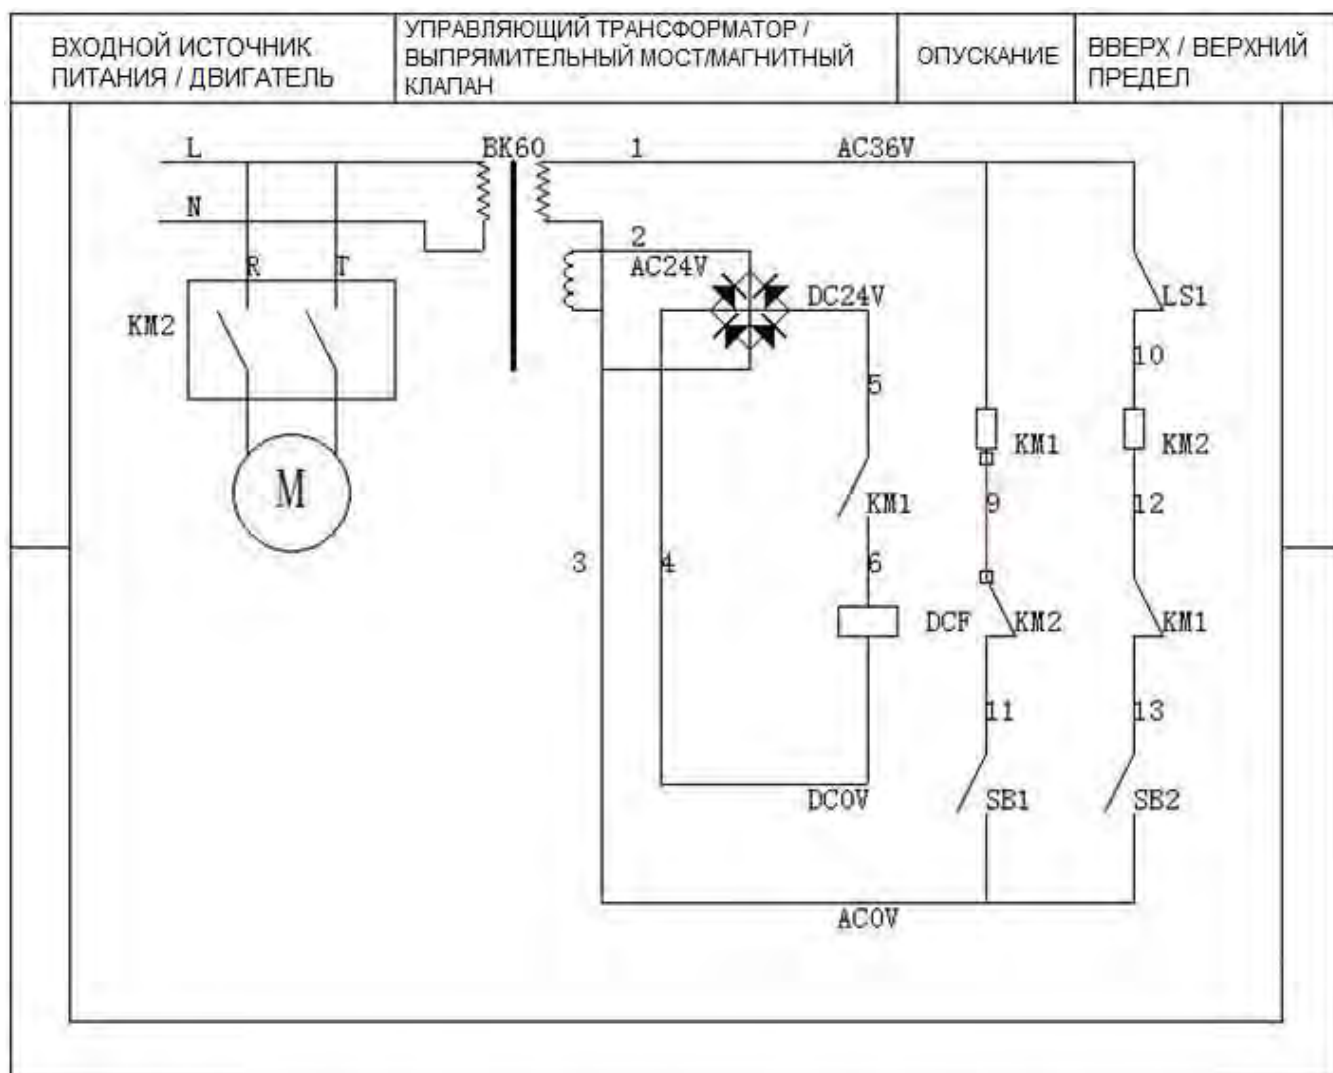 ВХОДНОЙ ИСТОЧНИК
ПИТАНИЯ / ДВИГАТЕЛЬ
УПРАВЛЯЮЩИЙ ТРАНСФОРМАТОР /
ВЫПРЯМИТЕЛЬНЫЙ МОСТ/МАГНИТНЫЙ
КЛАПАН
ОПУСКАНИЕ
ВВЕРХ / ВЕРХНИЙ
ПРЕДЕЛ
L
BK60
1
AC36V
N
2
R
T
AC24V
DC24V
LS1
KM2
10
5
KM1
KM2
M
KM1
9
12
3
4
6
DCF
KM2
KM1
11
13
DC0V
SB1
SB2
AC0V